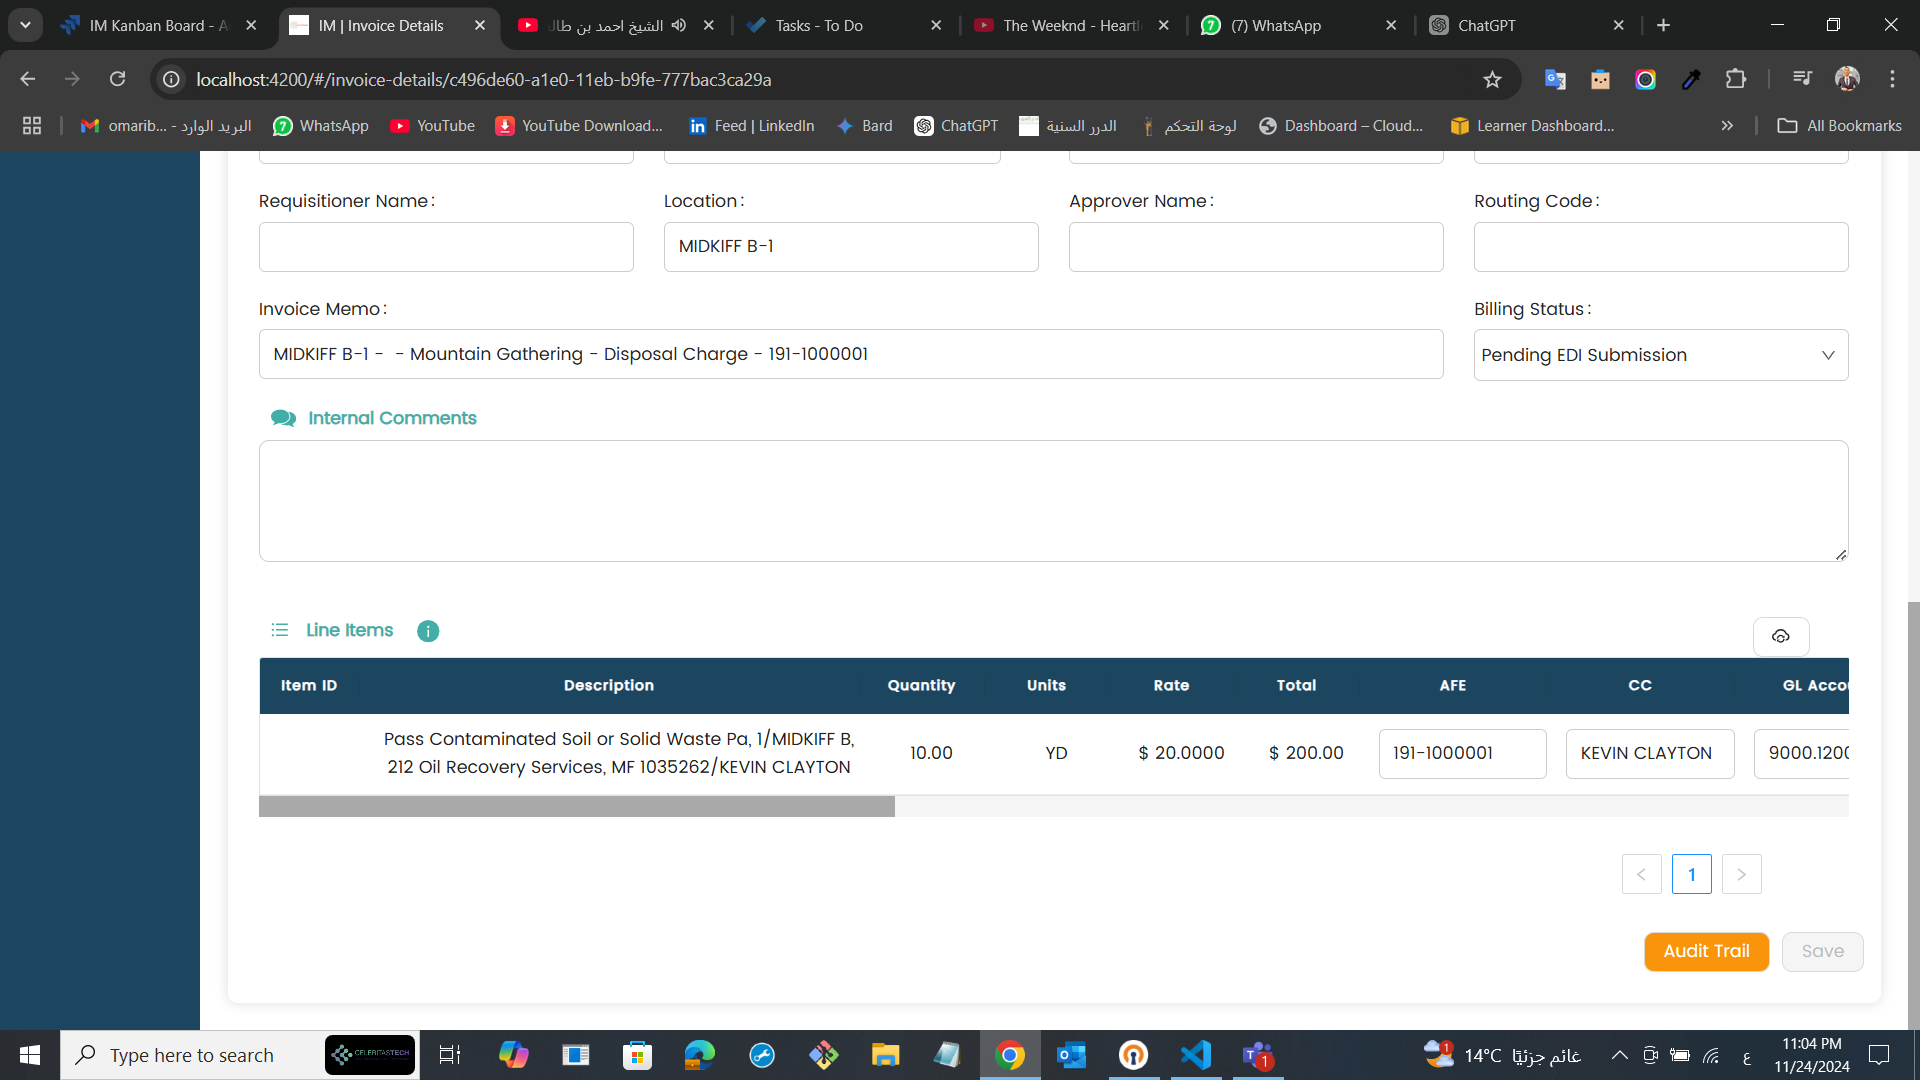 IM Kanban Board - A
IM | Invoice Details
الشيخ احمد بن طال
Tasks - To Do
The Weeknd - Heartl
(7) WhatsApp
ChatGPT
localhost:4200/#/invoice-details/c496de60-a1e0-11eb-b9fe-777bac3ca29a
البريد الوارد - omarib...
WhatsApp
YouTube
YouTube Download...
Feed | LinkedIn
Bard
ChatGPT
الدرر السنية
لوحة التحكم
Dashboard – Cloud...
Learner Dashboard...
All Bookmarks
Requisitioner Name:
Location:
Approver Name:
Routing Code:
MIDKIFF B-1
Invoice Memo:
Billing Status:
MIDKIFF B-1 -  - Mountain Gathering - Disposal Charge - 191-1000001
Pending EDI Submission
Internal Comments
Line Items
Item ID Description Quantity Units Rate Total AFE CC GL Accou
Pass Contaminated Soil or Solid Waste Pa, 1/MIDKIFF B,
212 Oil Recovery Services, MF 1035262/KEVIN CLAYTON
10.00 YD $ 20.0000 $ 200.00 191-1000001 KEVIN CLAYTON 9000.1200
< 1 >
Audit Trail
Save
Type here to search
CELERITASTECH
1
1
14°C غائم جزئيًا
ع
11:04 PM
11/24/2024